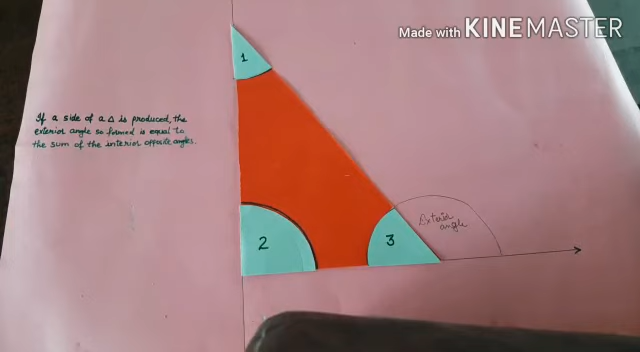 Made with KINEMASTER
1
If a side of a Δ is produced, the
exterior angle so formed is equal to
the sum of the interior opposite angles.
2
3
Exterior
angle